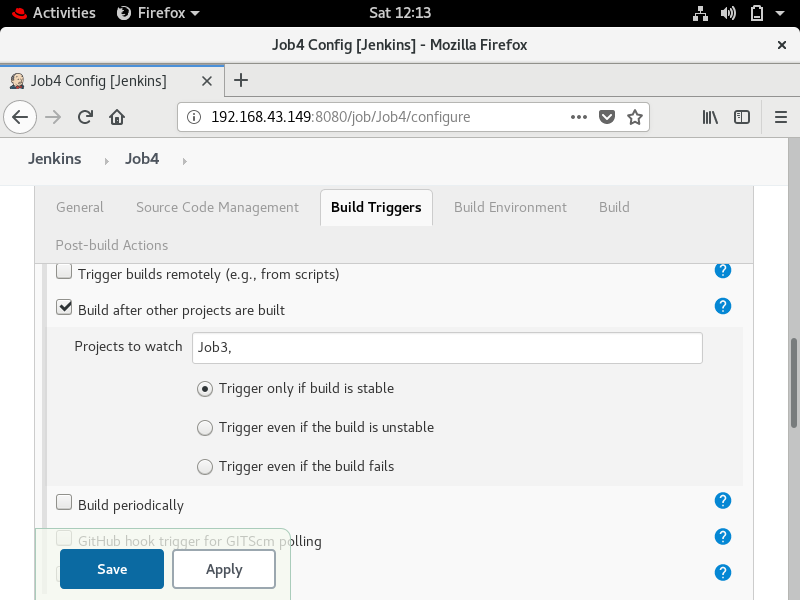 Activities Firefox Sat 12:13
Job4 Config [Jenkins] - Mozilla Firefox
Job4 Config [Jenkins]
192.168.43.149:8080/job/Job4/configure
Jenkins Job4
General Source Code Management Build Triggers Build Environment Build
Post-build Actions
Trigger builds remotely (e.g., from scripts) ?
Build after other projects are built ?
Projects to watch Job3,
Trigger only if build is stable
Trigger even if the build is unstable
Trigger even if the build fails
Build periodically ?
GitHub hook trigger for GITScm polling ?
Save Apply ?